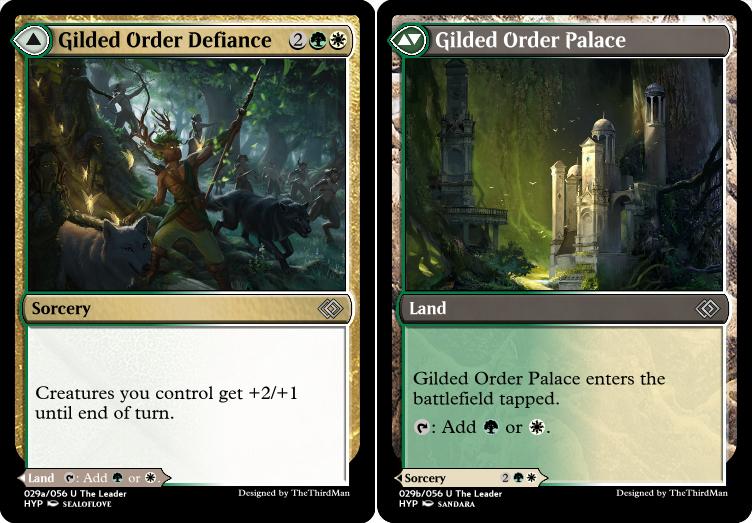 Gilded Order Defiance 2
Sorcery
Creatures you control get +2/+1
until end of turn.
Land : Add or .
029a/056 U The Leader
HYP SEALOFLOVE
Designed by TheThirdMan
Gilded Order Palace
Land
Gilded Order Palace enters the
battlefield tapped.
: Add or .
Sorcery 2
029b/056 U The Leader
HYP SANDARA
Designed by TheThirdMan